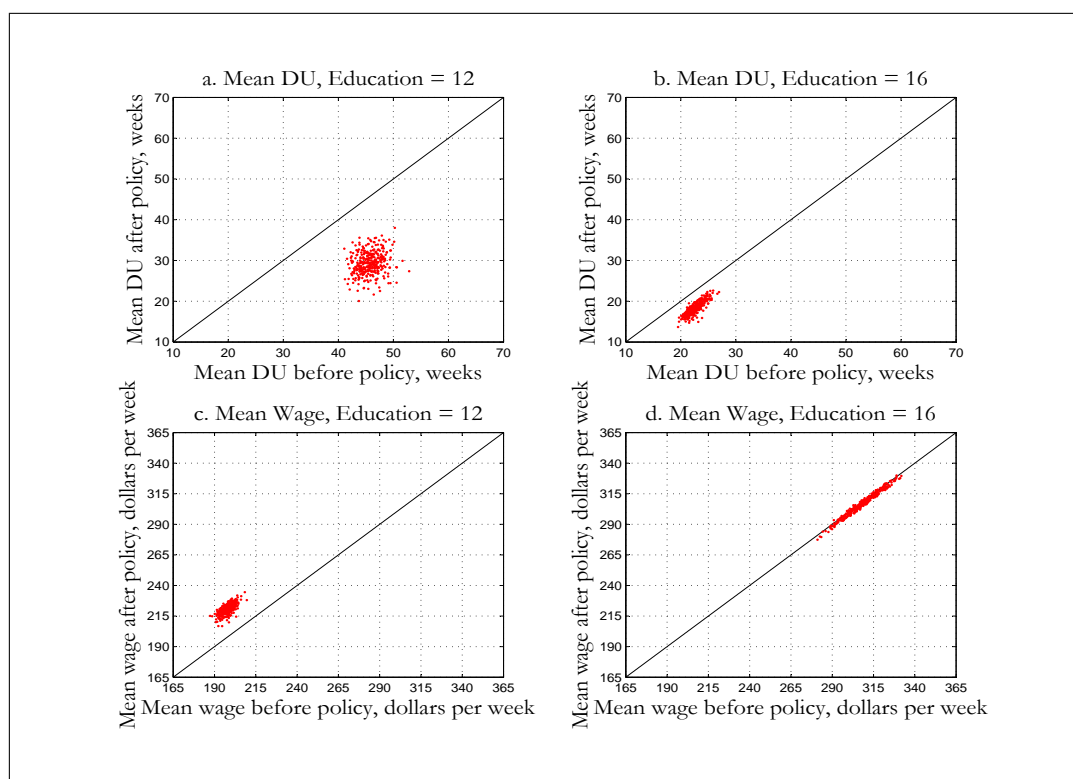 a. Mean DU, Education = 12
Mean DU after policy, weeks
70
60
50
40
30
20
10
10 20 30 40 50 60 70
Mean DU before policy, weeks
b. Mean DU, Education = 16
Mean DU after policy, weeks
70
60
50
40
30
20
10
10 20 30 40 50 60 70
Mean DU before policy, weeks
c. Mean Wage, Education = 12
Mean wage after policy, dollars per week
365
340
315
290
265
240
215
190
165
165 190 215 240 265 290 315 340 365
Mean wage before policy, dollars per week
d. Mean Wage, Education = 16
Mean wage after policy, dollars per week
365
340
315
290
265
240
215
190
165
165 190 215 240 265 290 315 340 365
Mean wage before policy, dollars per week